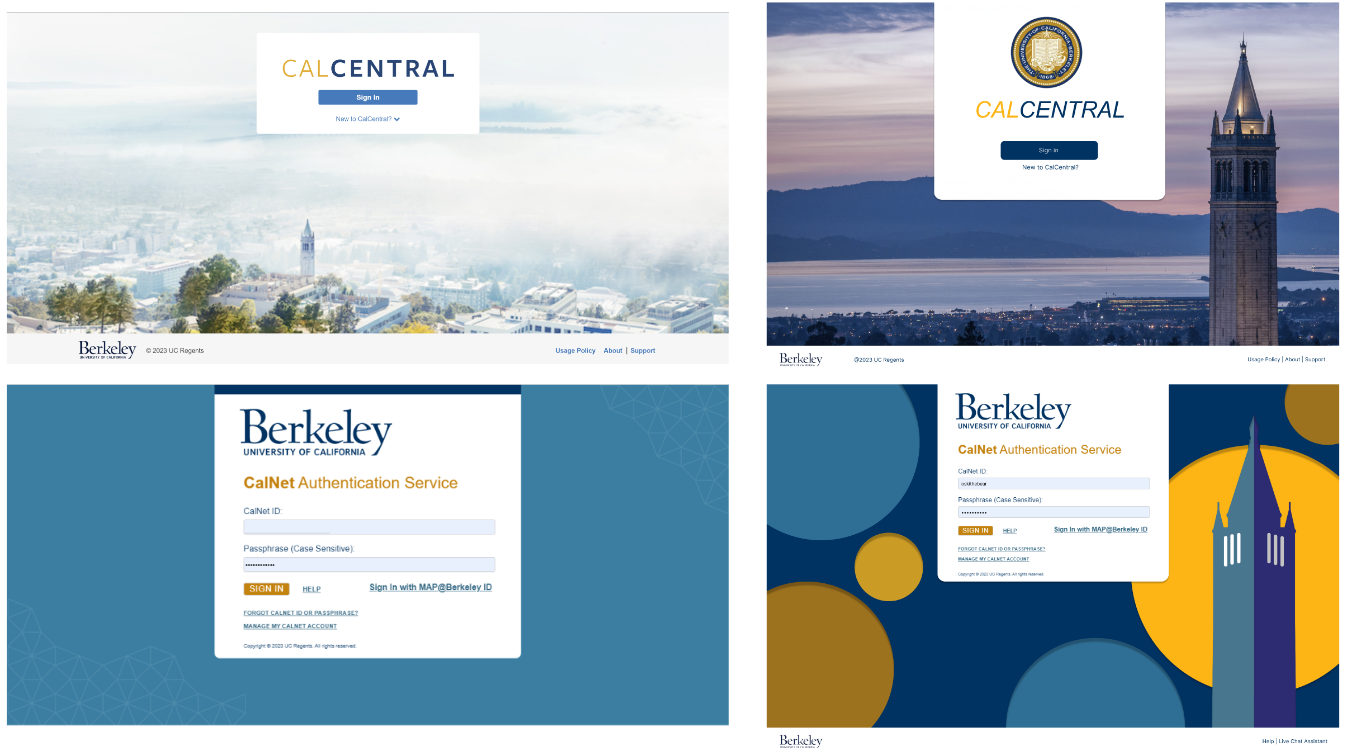 CALCENTRAL
Sign In
New to CalCentral?
Berkeley
UNIVERSITY OF CALIFORNIA
© 2023 UC Regents
Usage Policy About | Support
THE UNIVERSITY OF CALIFORNIA BERKELEY
1868
CALCENTRAL
Sign in
New to CalCentral?
Berkeley
UNIVERSITY OF CALIFORNIA
@2023 UC Regents
Usage Policy | About | Support
Berkeley
UNIVERSITY OF CALIFORNIA
CalNet Authentication Service
CalNet ID:
Passphrase (Case Sensitive):
SIGN IN HELP Sign In with MAP@Berkeley ID
FORGOT CALNET ID OR PASSPHRASE?
MANAGE MY CALNET ACCOUNT
Copyright © 2023 UC Regents. All rights reserved.
Berkeley
UNIVERSITY OF CALIFORNIA
CalNet Authentication Service
CalNet ID:
Passphrase (Case Sensitive):
SIGN IN HELP Sign In with MAP@Berkeley ID
FORGOT CALNET ID OR PASSPHRASE?
MANAGE MY CALNET ACCOUNT
Copyright © 2023 UC Regents. All rights reserved.
Berkeley
UNIVERSITY OF CALIFORNIA
Help | Live Chat Assistant